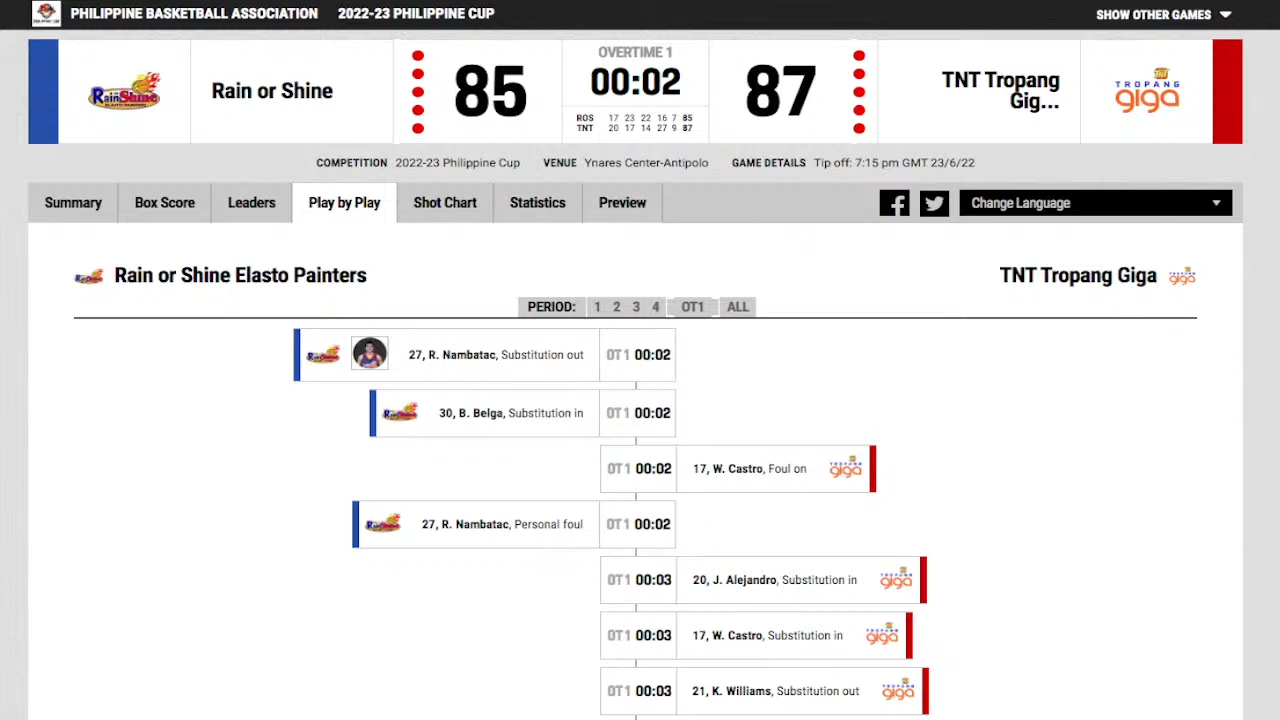 PHILIPPINE BASKETBALL ASSOCIATION 2022-23 PHILIPPINE CUP SHOW OTHER GAMES
Rain or Shine 85 OVERTIME 1 87 TNT Tropang
00:02 Gig...
ROS 17 23 22 16 7 85
TNT 20 17 14 27 9 87
RainShine
ELASTO PAINTERS
TNT
TROPANG
giga
COMPETITION 2022-23 Philippine Cup VENUE Ynares Center-Antipolo GAME DETAILS Tip off: 7:15 pm GMT 23/6/22
Summary Box Score Leaders Play by Play Shot Chart Statistics Preview Change Language
Rain or Shine Elasto Painters TNT Tropang Giga
PERIOD: 1 2 3 4 OT1 ALL
27, R. Nambatac, Substitution out OT1 00:02
30, B. Belga, Substitution in OT1 00:02
OT1 00:02 17, W. Castro, Foul on
27, R. Nambatac, Personal foul OT1 00:02
OT1 00:03 20, J. Alejandro, Substitution in
OT1 00:03 17, W. Castro, Substitution in
OT1 00:03 21, K. Williams, Substitution out